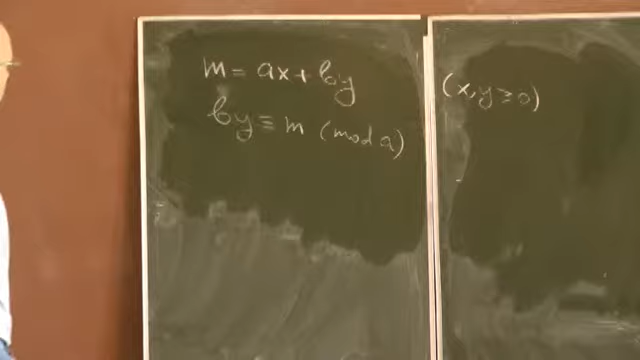 m = ax + by
(x, y ≥ 0)
by ≡ m (mod a)